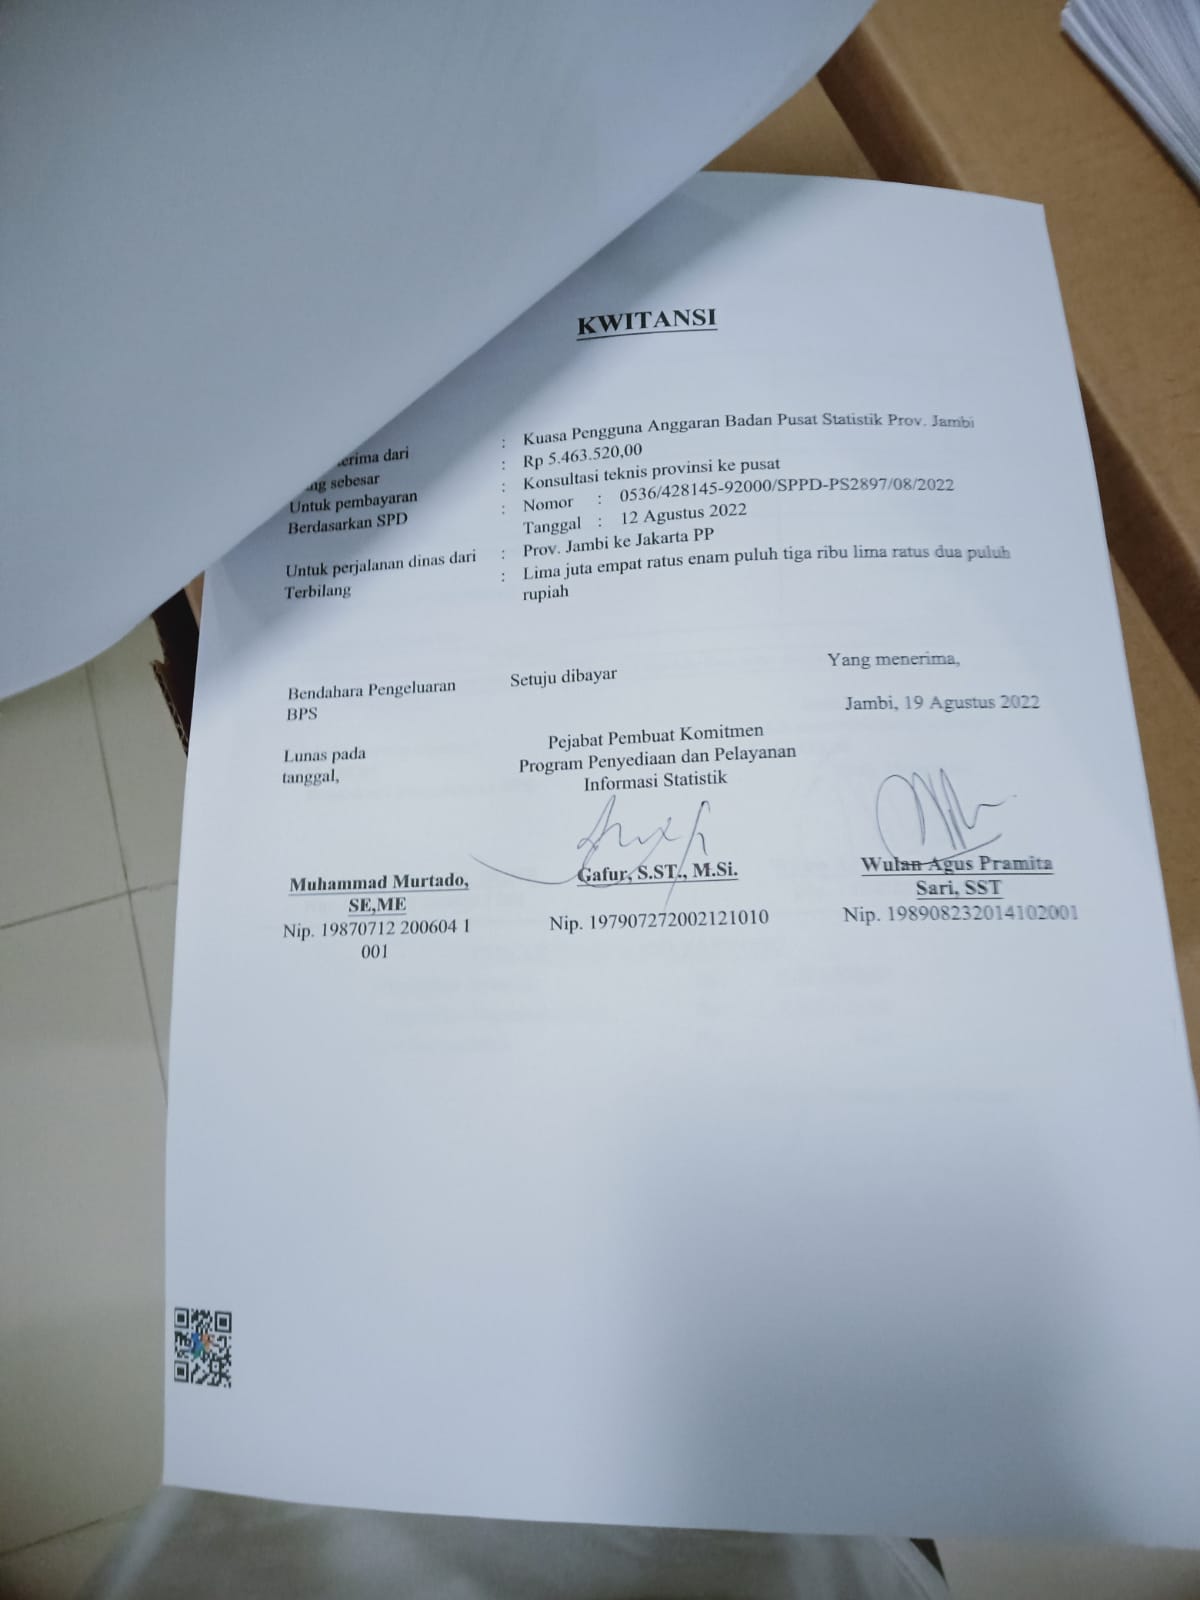 KWITANSI
dari : Kuasa Pengguna Anggaran Badan Pusat Statistik Prov. Jambi
sebesar : Rp 5.463.520,00
Untuk pembayaran : Konsultasi teknis provinsi ke pusat
Berdasarkan SPD : Nomor : 0536/428145-92000/SPPD-PS2897/08/2022
Tanggal : 12 Agustus 2022
Untuk perjalanan dinas dari : Prov. Jambi ke Jakarta PP
Terbilang : Lima juta empat ratus enam puluh tiga ribu lima ratus dua puluh
rupiah
Bendahara Pengeluaran
BPS
Lunas pada
tanggal,
Muhammad Murtado,
SE,ME
Nip. 19870712 200604 1
001
Setuju dibayar
Pejabat Pembuat Komitmen
Program Penyediaan dan Pelayanan
Informasi Statistik
Gafur, S.ST., M.Si.
Nip. 197907272002121010
Yang menerima,
Jambi, 19 Agustus 2022
Wulan Agus Pramita
Sari, SST
Nip. 198908232014102001